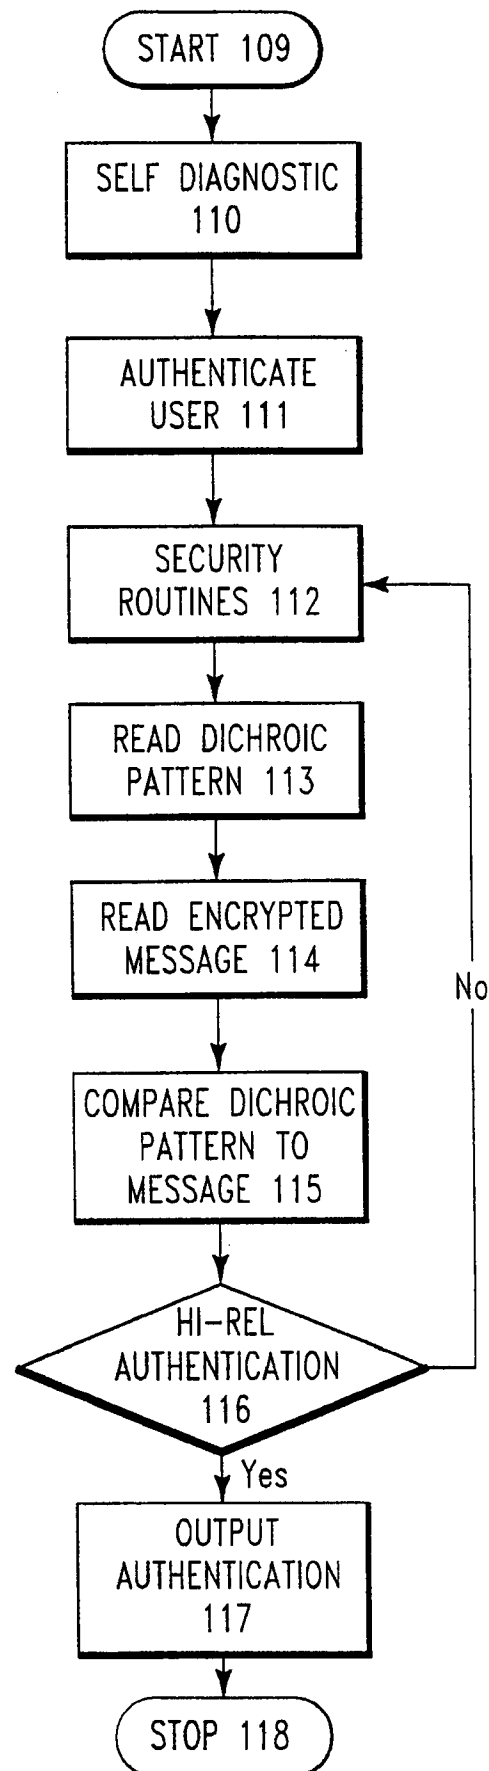 START 109
SELF DIAGNOSTIC
110
AUTHENTICATE
USER 111
SECURITY
ROUTINES 112
READ DICHROIC
PATTERN 113
READ ENCRYPTED
MESSAGE 114
No
COMPARE DICHROIC
PATTERN TO
MESSAGE 115
HI-REL
AUTHENTICATION
116
Yes
OUTPUT
AUTHENTICATION
117
STOP 118